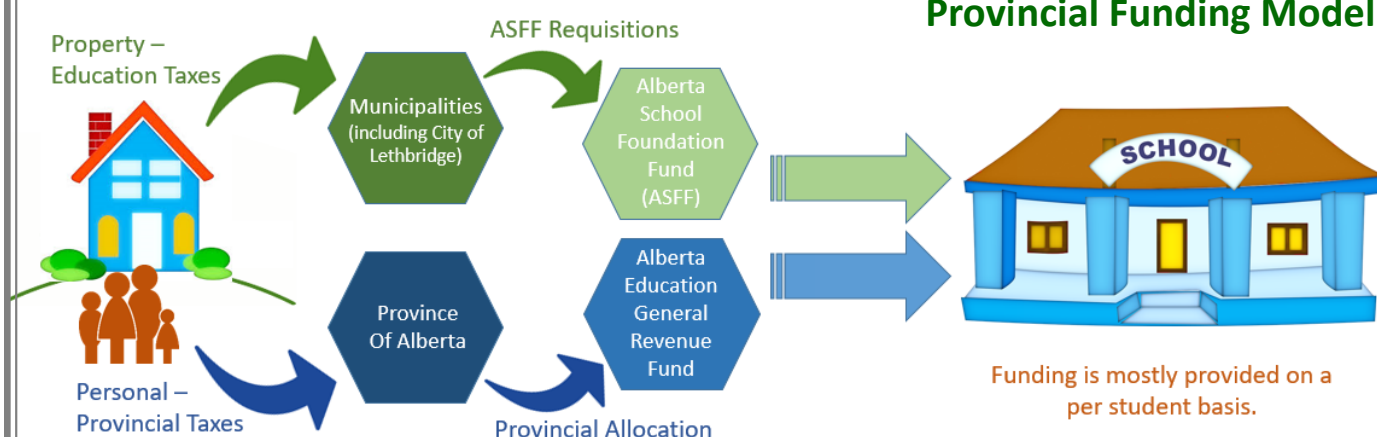 Provincial Funding Model
Property –
Education Taxes
ASFF Requisitions
Municipalities
(including City of
Lethbridge)
Alberta
School
Foundation
Fund
(ASFF)
SCHOOL
Province
Of Alberta
Alberta
Education
General
Revenue
Fund
Personal –
Provincial Taxes
Provincial Allocation
Funding is mostly provided on a
per student basis.